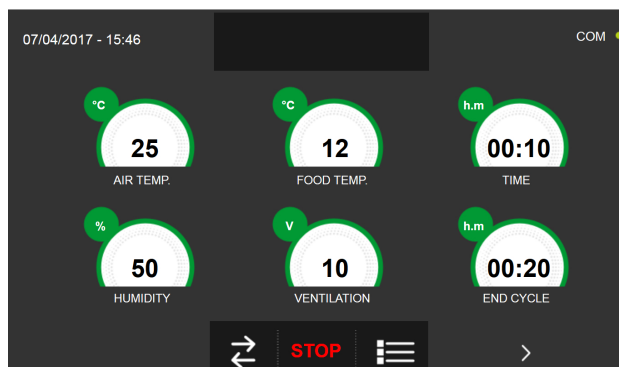 07/04/2017 - 15:46
COM
°C
25
AIR TEMP.
°C
12
FOOD TEMP.
h.m
00:10
TIME
%
50
HUMIDITY
V
10
VENTILATION
h.m
00:20
END CYCLE
STOP